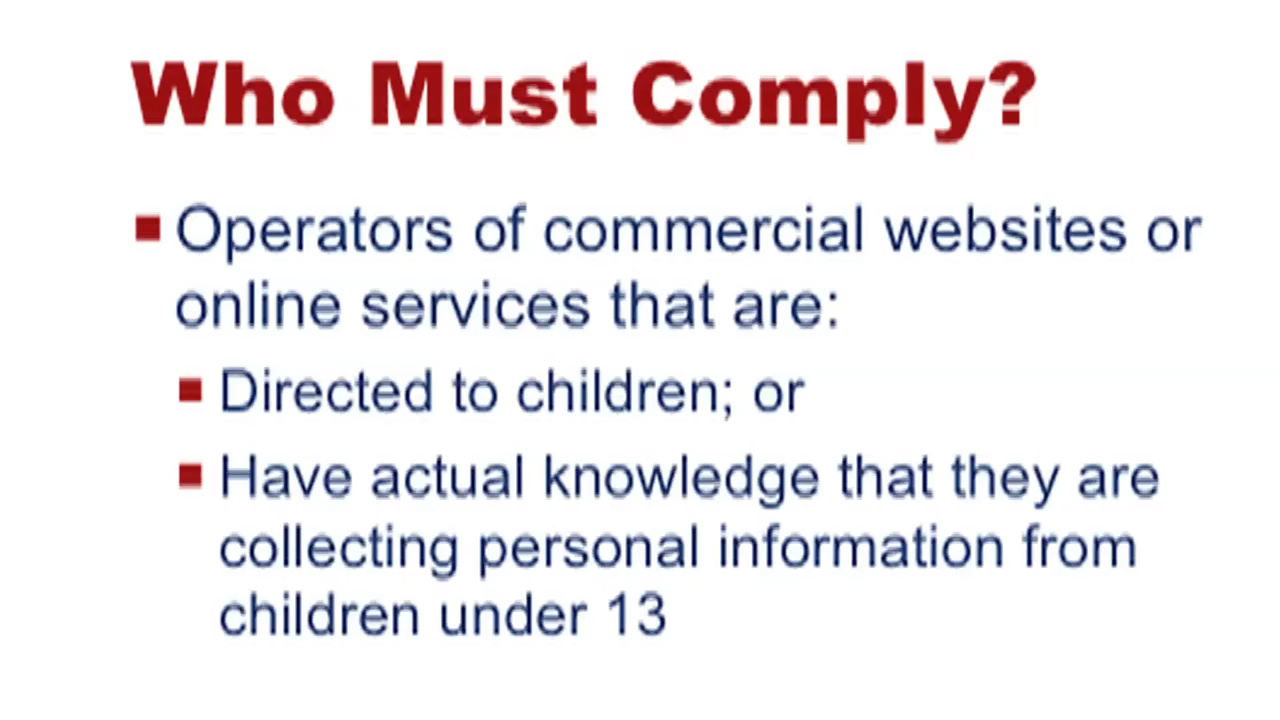 Who Must Comply?
Operators of commercial websites or
online services that are:
Directed to children; or
Have actual knowledge that they are
collecting personal information from
children under 13